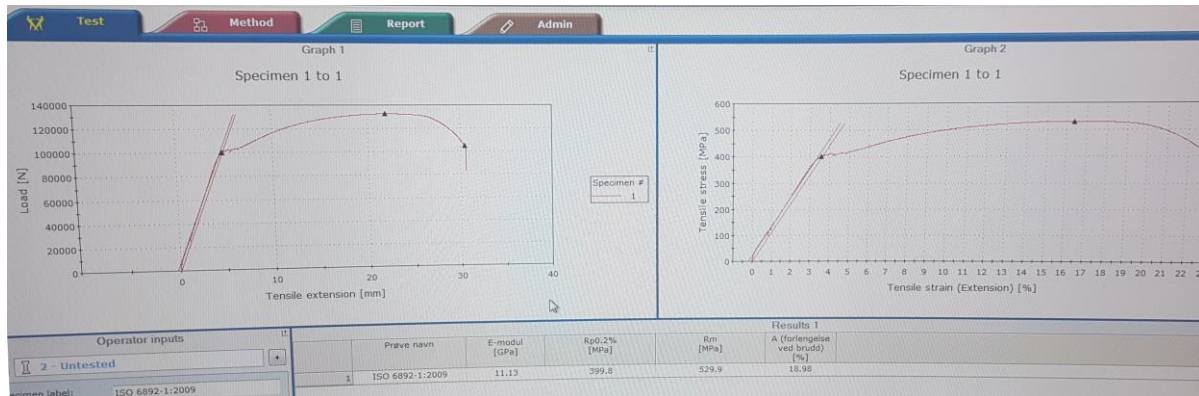 Test
Method
Report
Admin
Graph 1
Specimen 1 to 1
140000
120000
100000
80000
60000
40000
20000
0
Load [N]
0 10 20 30 40
Tensile extension [mm]
Specimen #
1
Graph 2
Specimen 1 to 1
600
500
400
300
200
100
0
Tensile stress [MPa]
0 1 2 3 4 5 6 7 8 9 10 11 12 13 14 15 16 17 18 19 20 21 22
Tensile strain (Extension) [%]
Operator inputs
2 - Untested
ISO 6892-1:2009
Results 1
Prøve navn E-modul [GPa] Rp0.2% [MPa] Rm [MPa] A (forlengelse ved brudd) [%]
1 ISO 6892-1:2009 11.13 399.8 529.9 18.98